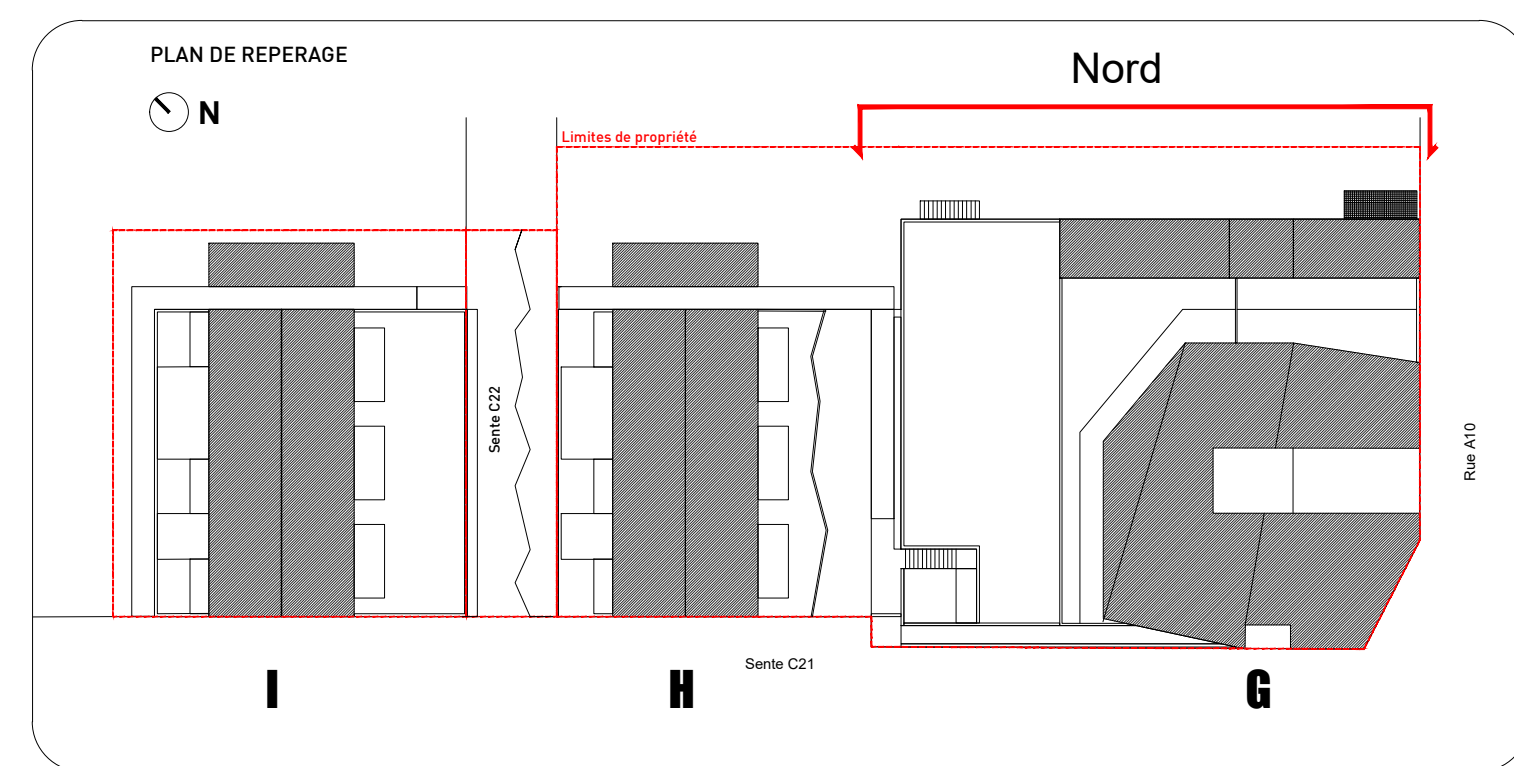 PLAN DE REPERAGE
N
Nord
Limites de propriété
Sente C22
Rue A10
Sente C21
I
H
G